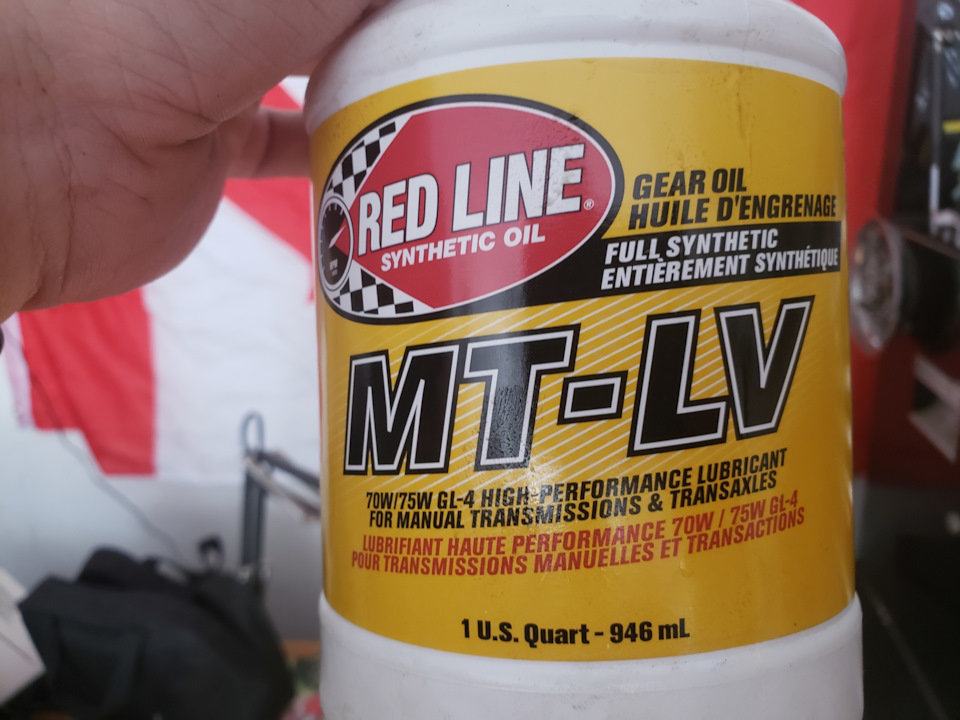 RED LINE®
SYNTHETIC OIL
GEAR OIL
HUILE D'ENGRENAGE
FULL SYNTHETIC
ENTIÈREMENT SYNTHÉTIQUE
MT-LV
70W/75W GL-4 HIGH-PERFORMANCE LUBRICANT
FOR MANUAL TRANSMISSIONS & TRANSAXLES
LUBRIFIANT HAUTE PERFORMANCE 70W / 75W GL-4
POUR TRANSMISSIONS MANUELLES ET TRANSACTIONS
1 U.S. Quart - 946 mL